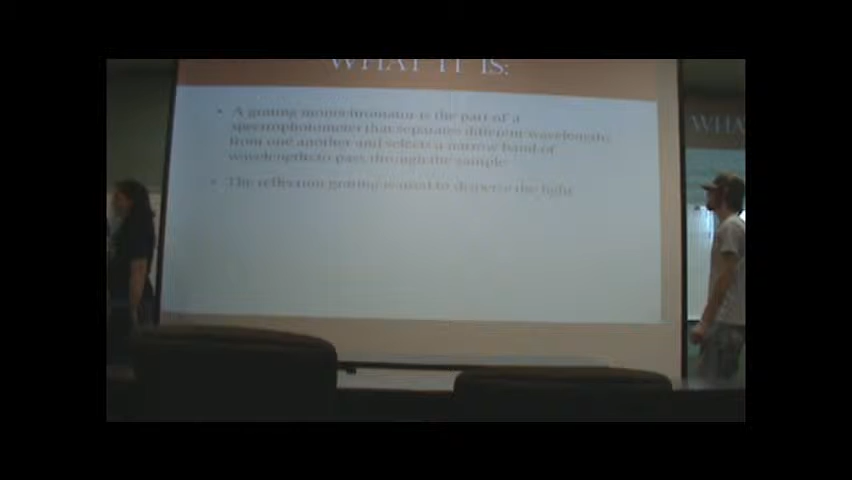 WHAT IT IS:
• A grating monochromator is the part of a
spectrophotometer that separates different wavelengths
from one another and selects a narrow band of
wavelengths to pass through the sample
• The reflection grating is used to disperse the light
WHA